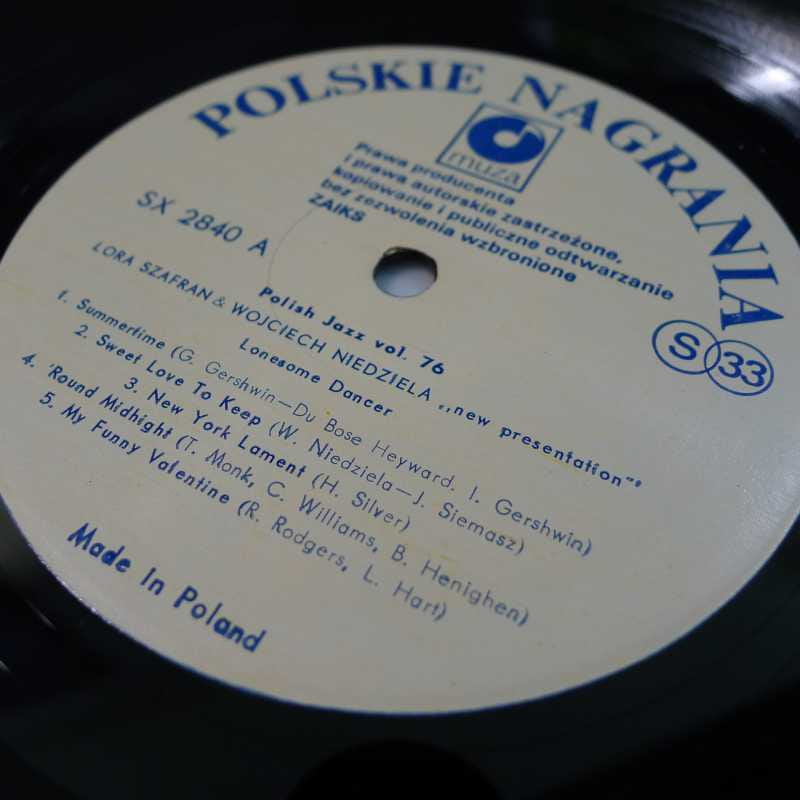 POLSKIE NAGRANIA
muza
Prawa producenta
i prawa autorskie zastrzeżone,
kopiowanie i publiczne odtwarzanie
bez zezwolenia wzbronione
ZAIKS
SX 2840 A
S 33
Polish Jazz vol. 76
LORA SZAFRAN & WOJCIECH NIEDZIELA „new presentation”
Lonesome Dancer
1. Summertime (G. Gershwin—Du Bose Heyward, I. Gershwin)
2. Sweet Love To Keep (W. Niedziela—J. Siemasz)
3. New York Lament (H. Silver)
4. 'Round Midhight (T. Monk, C. Williams, B. Henighen)
5. My Funny Valentine (R. Rodgers, L. Hart)
Made In Poland